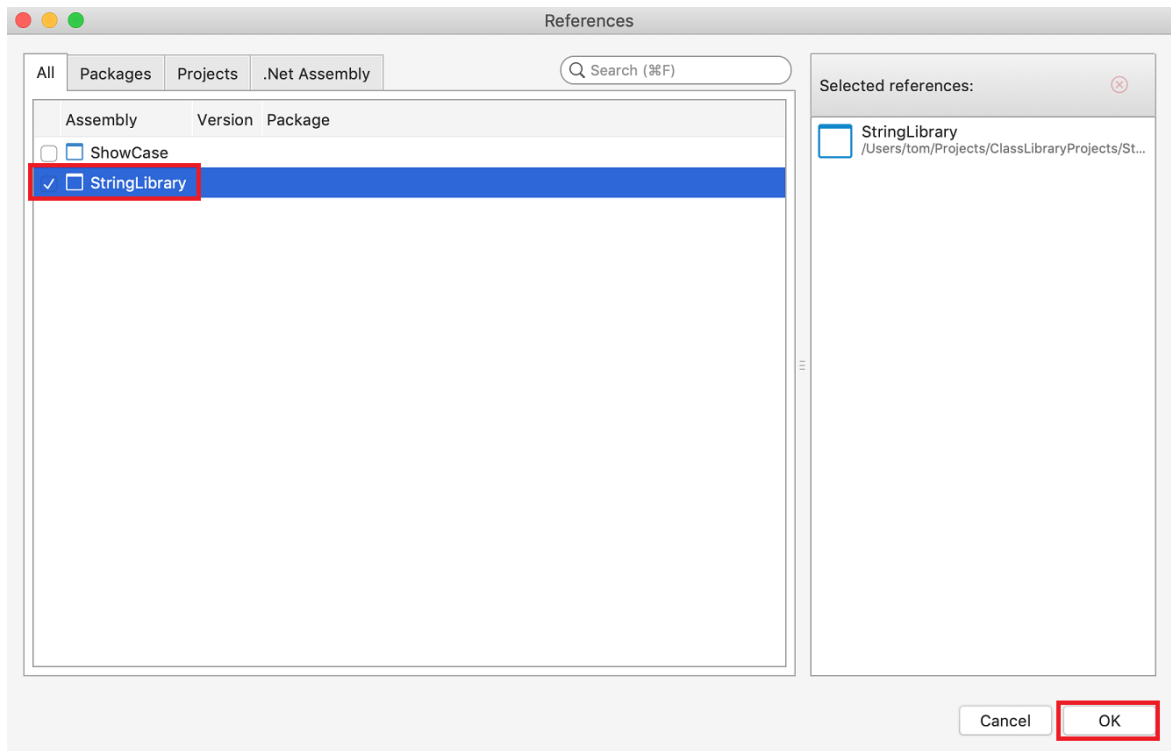 References
All Packages Projects .Net Assembly Search (⌘F)
Assembly Version Package
ShowCase
StringLibrary
Selected references:
StringLibrary
/Users/tom/Projects/ClassLibraryProjects/St...
Cancel OK